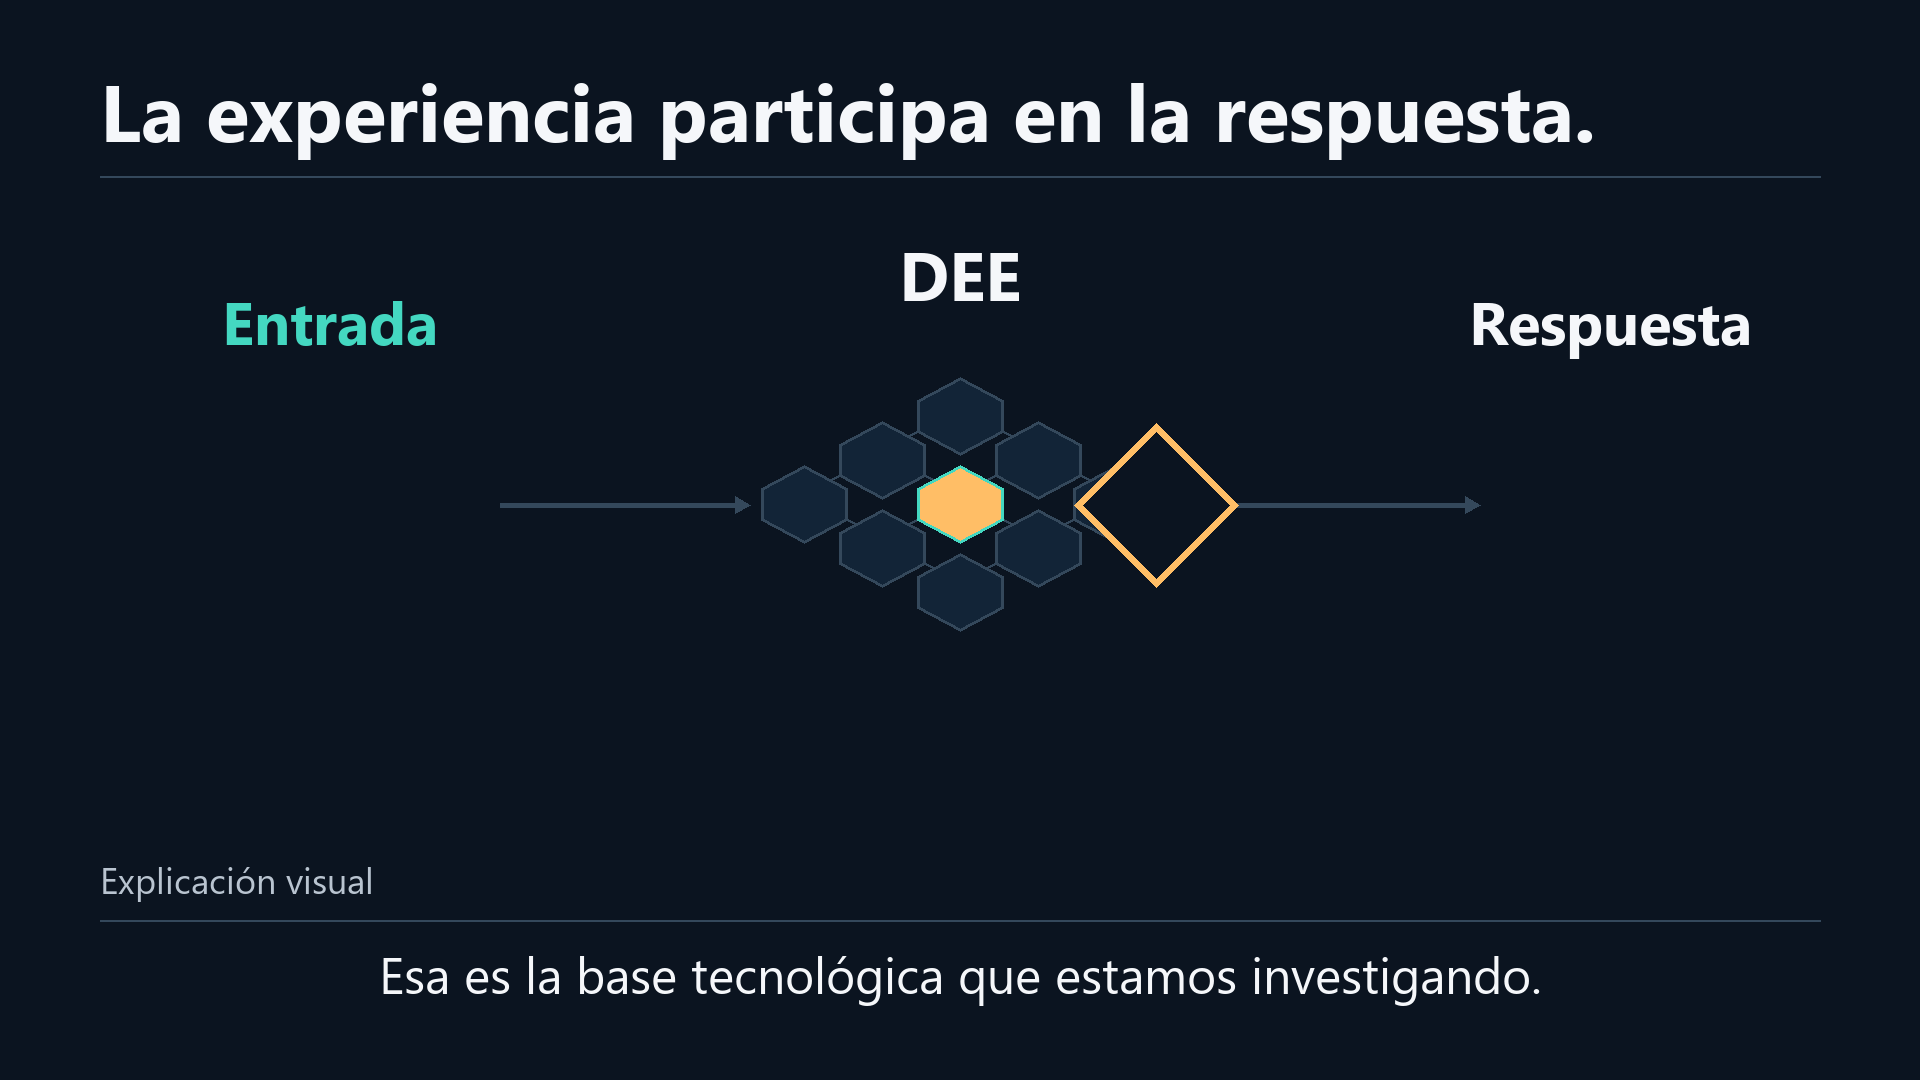 La experiencia participa en la respuesta.
DEE
Entrada
Respuesta
Explicación visual
Esa es la base tecnológica que estamos investigando.